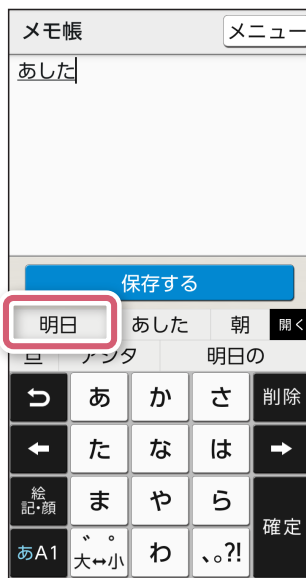 メモ帳 メニュー
あした
保存する
明日 あした 朝 開く
旦 アシタ 明日の
あ か さ 削除
た な は
絵 ま や ら
記・顔
確定
あA1 大↔小 わ 、。?!